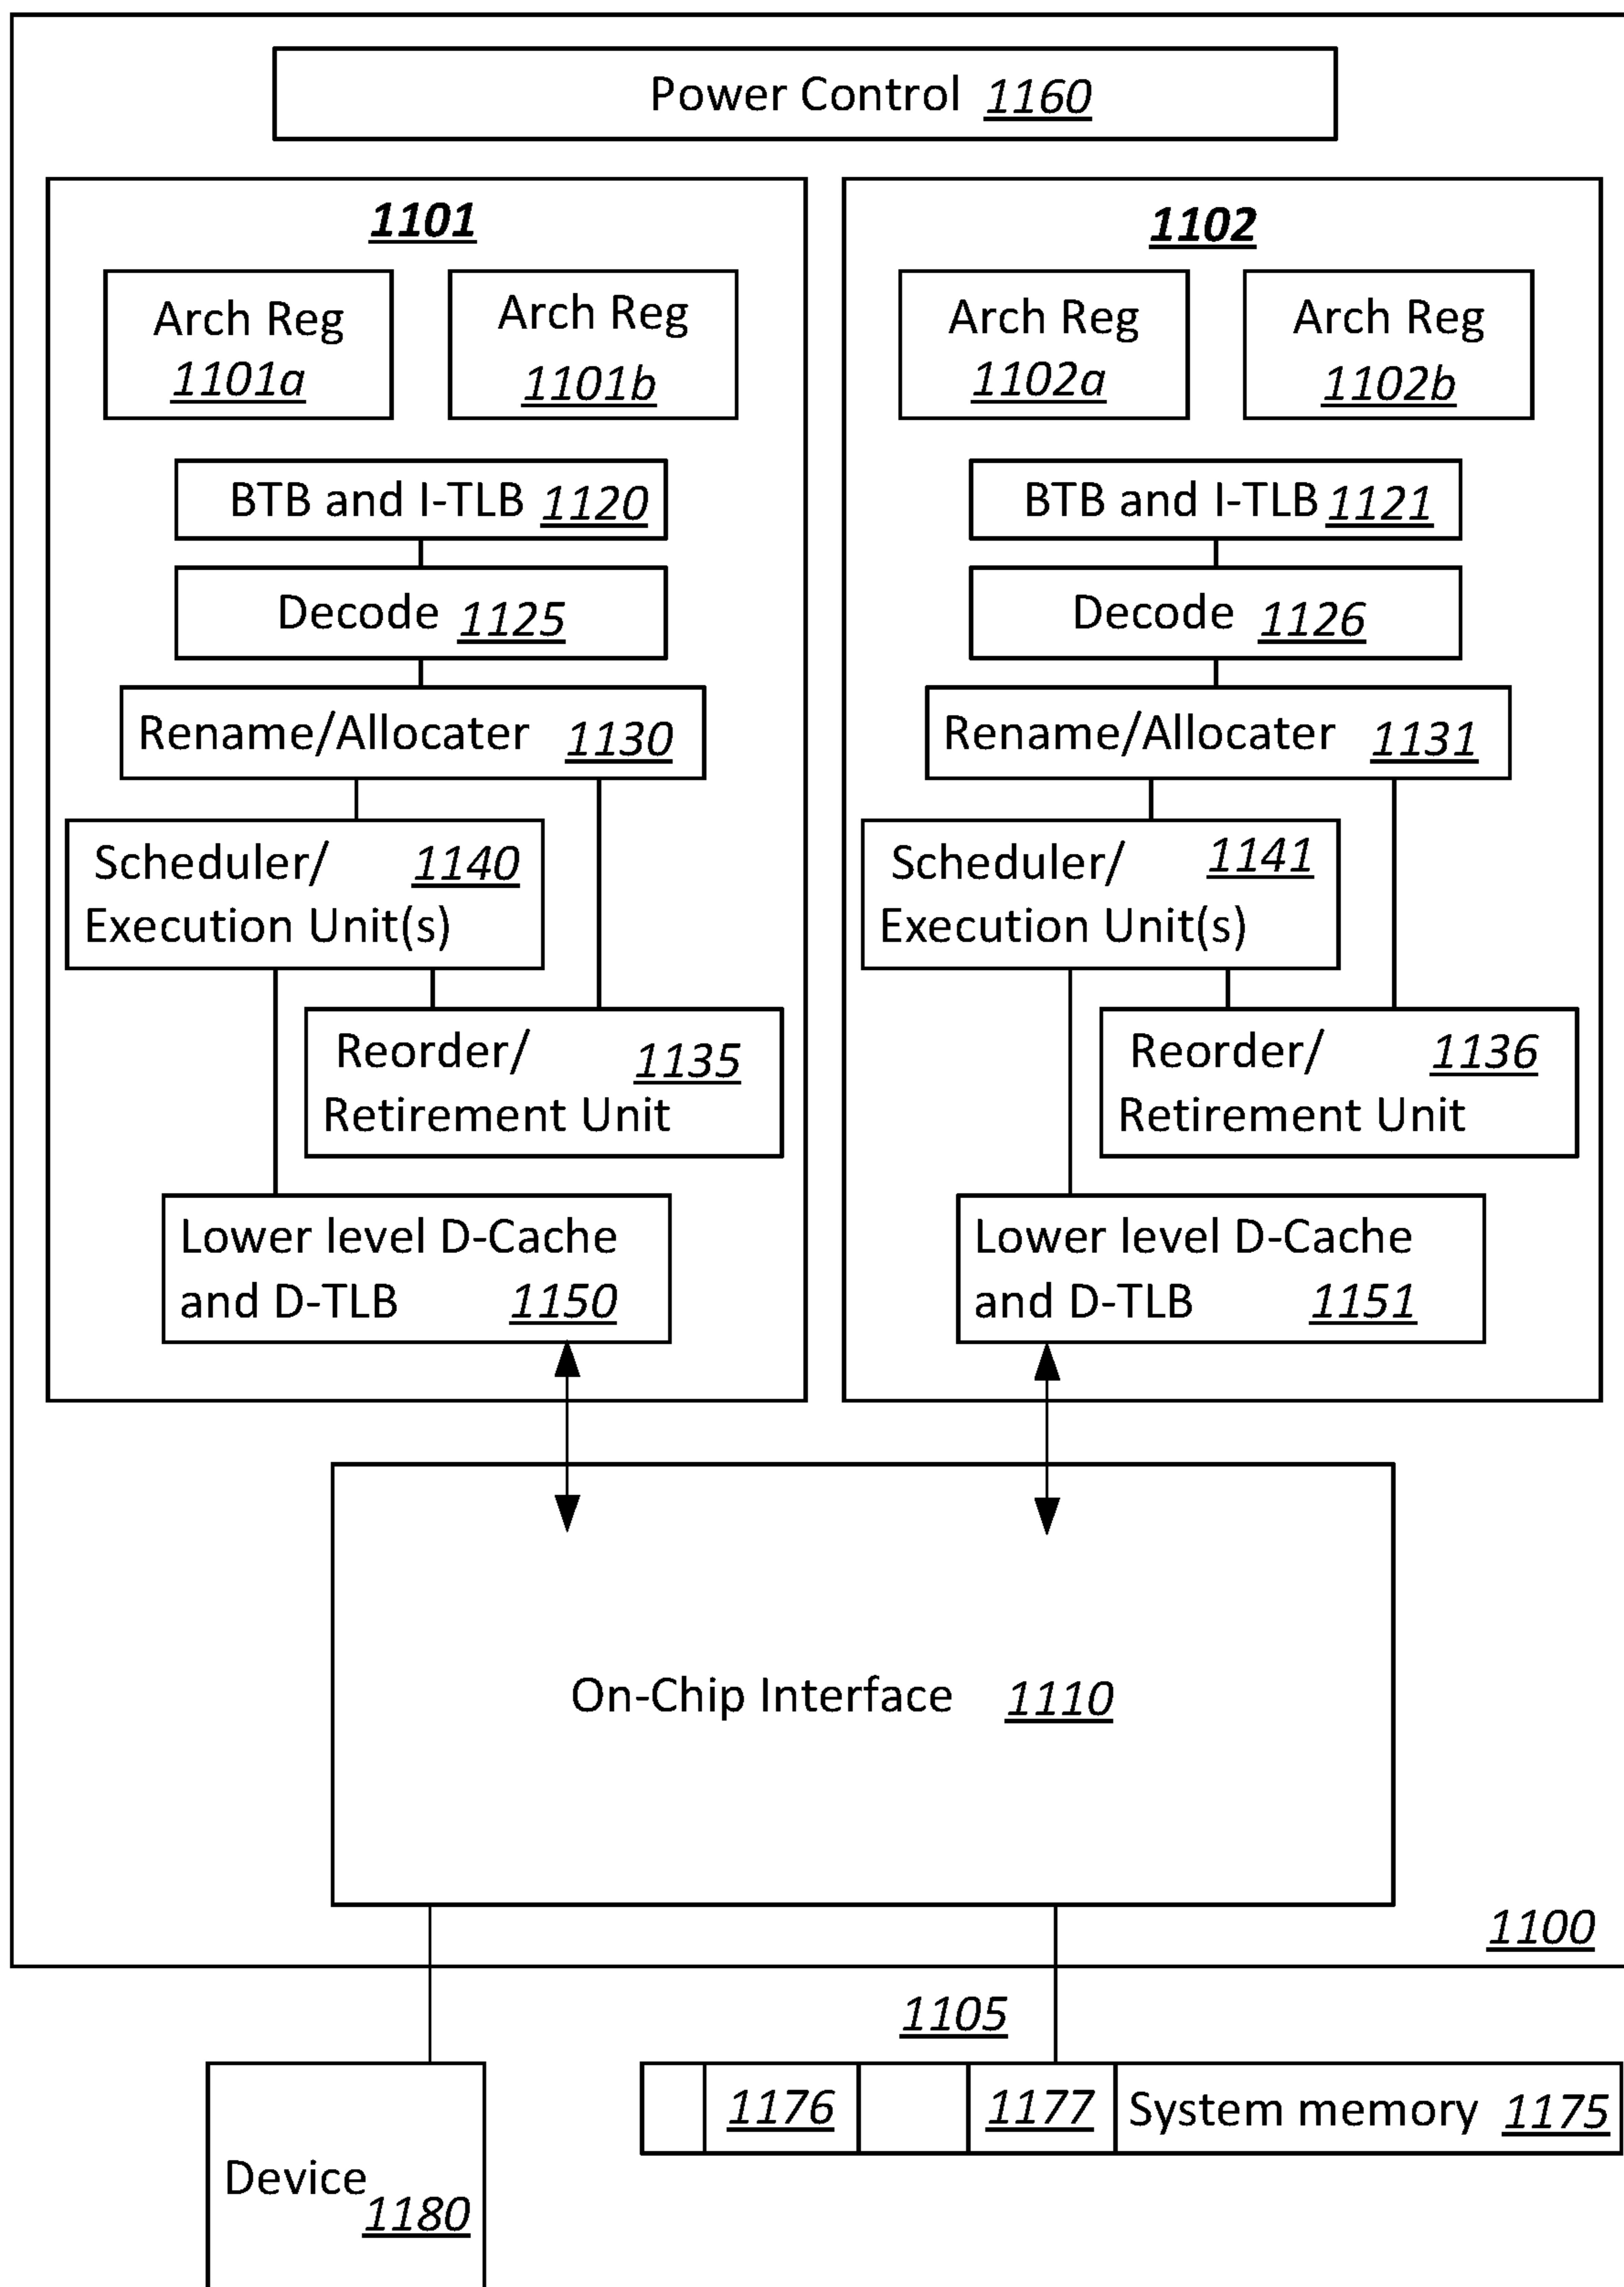 Power Control 1160
1101
Arch Reg
1101a
Arch Reg
1101b
BTB and I-TLB 1120
Decode 1125
Rename/Allocater 1130
Scheduler/ 1140
Execution Unit(s)
Reorder/ 1135
Retirement Unit
Lower level D-Cache
and D-TLB 1150
1102
Arch Reg
1102a
Arch Reg
1102b
BTB and I-TLB 1121
Decode 1126
Rename/Allocater 1131
Scheduler/ 1141
Execution Unit(s)
Reorder/ 1136
Retirement Unit
Lower level D-Cache
and D-TLB 1151
On-Chip Interface 1110
1100
1105
1176 1177 System memory 1175
Device 1180